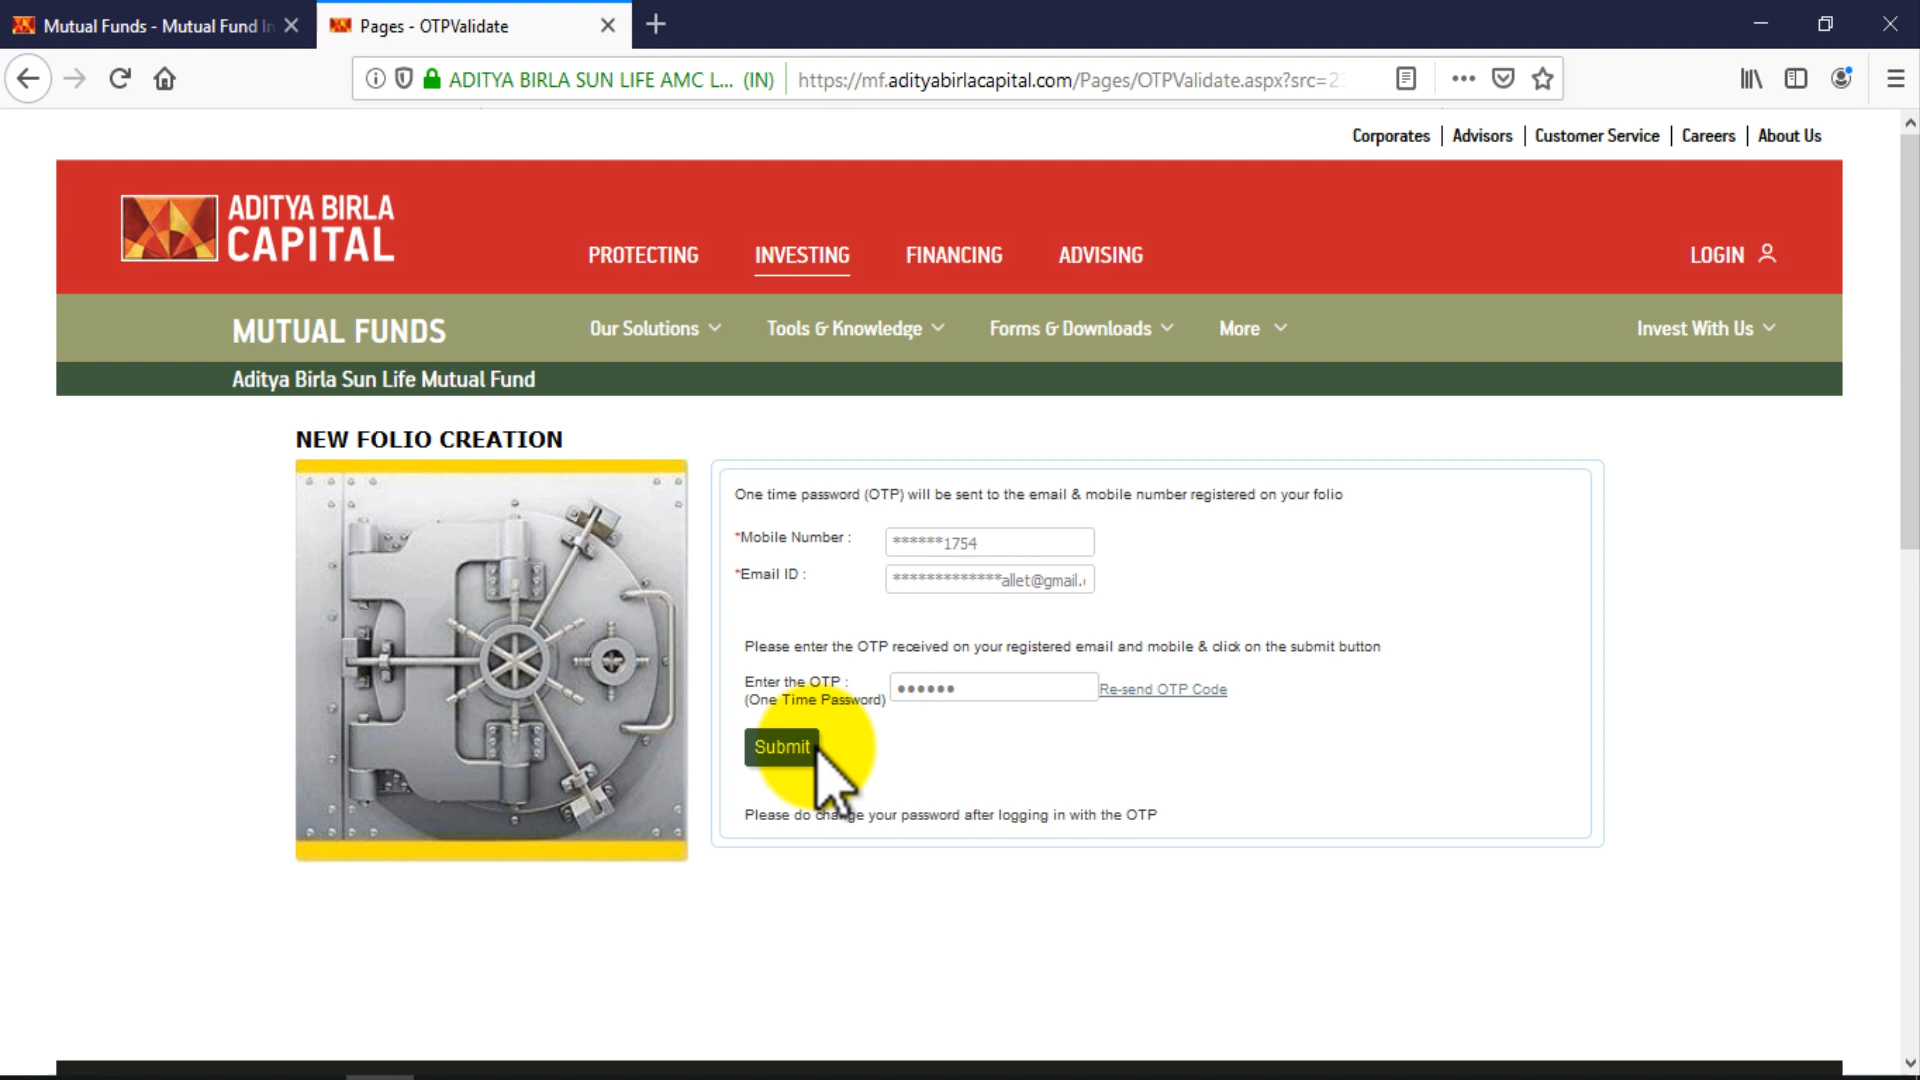 Mutual Funds - Mutual Fund In
Pages - OTPValidate
ADITYA BIRLA SUN LIFE AMC L... (IN)
https://mf.adityabirlacapital.com/Pages/OTPValidate.aspx?src=2
Corporates | Advisors | Customer Service | Careers | About Us
ADITYA BIRLA
CAPITAL
PROTECTING INVESTING FINANCING ADVISING LOGIN
MUTUAL FUNDS Our Solutions Tools & Knowledge Forms & Downloads More Invest With Us
Aditya Birla Sun Life Mutual Fund
NEW FOLIO CREATION
One time password (OTP) will be sent to the email & mobile number registered on your folio
*Mobile Number : ******1754
*Email ID : *************allet@gmail.
Please enter the OTP received on your registered email and mobile & click on the submit button
Enter the OTP :
(One Time Password) ●●●●●● Re-send OTP Code
Submit
Please do change your password after logging in with the OTP